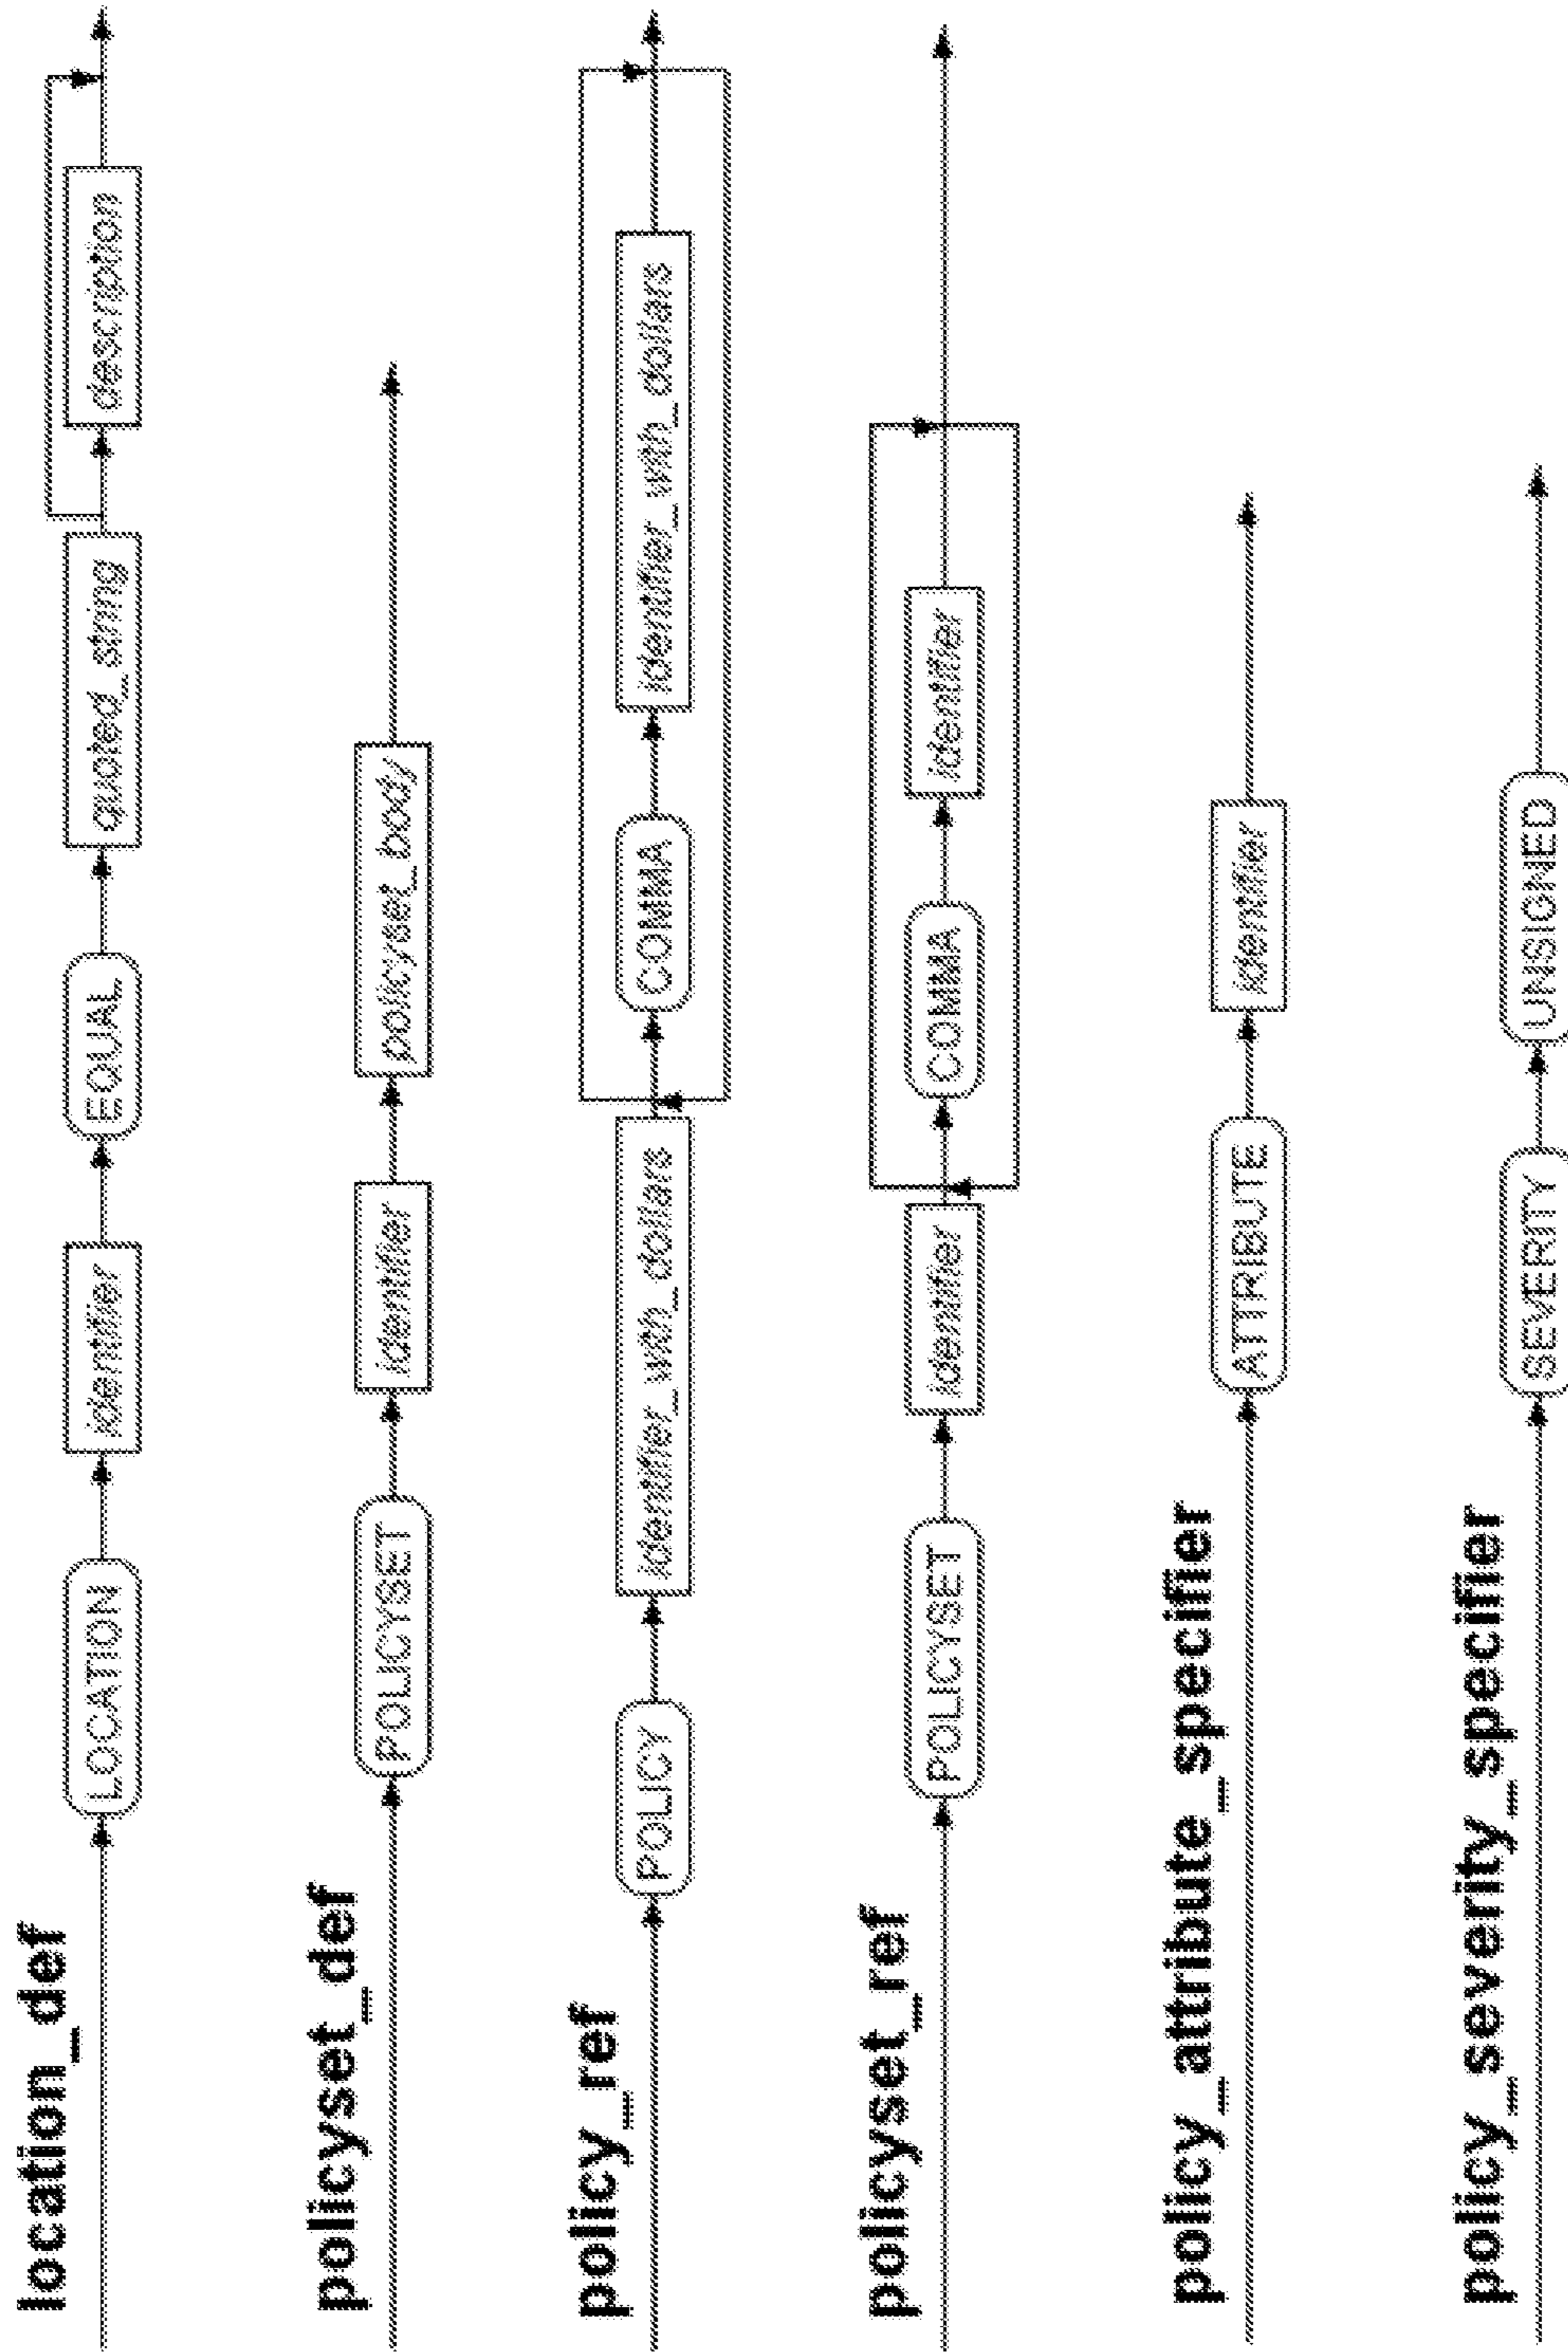 location_def
LOCATION identifier EQUAL quoted_string description
policyset_def
POLICYSET identifier policyset_body
policy_ref
POLICY identifier_with_dollars COMMA identifier_with_dollars
policyset_ref
POLICYSET identifier COMMA identifier
policy_attribute_specifier
ATTRIBUTE identifier
policy_severity_specifier
SEVERITY UNSIGNED